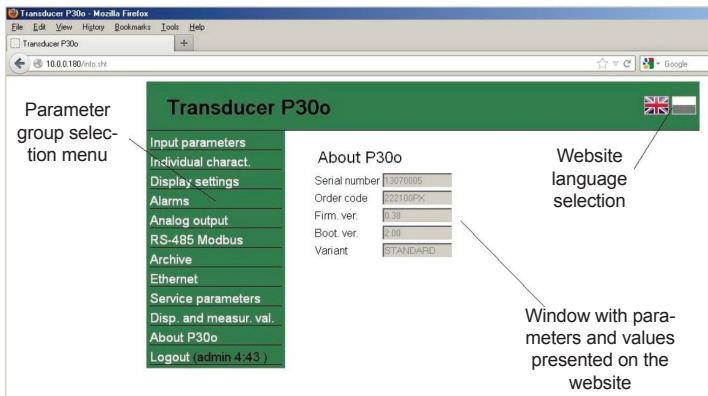 Transducer P30o - Mozilla Firefox
File Edit View History Bookmarks Tools Help
Transducer P30o
+
10.0.0.180/info.sht
Google
Transducer P30o
Parameter
group selec-
tion menu
Input parameters
Individual charact.
Display settings
Alarms
Analog output
RS-485 Modbus
Archive
Ethernet
Service parameters
Disp. and measur. val.
About P30o
Logout (admin 4:43 )
About P30o
Serial number 13070005
Order code 222100PX
Firm. ver. 0.38
Boot. ver. 2.00
Variant STANDARD
Website
language
selection
Window with para-
meters and values
presented on the
website